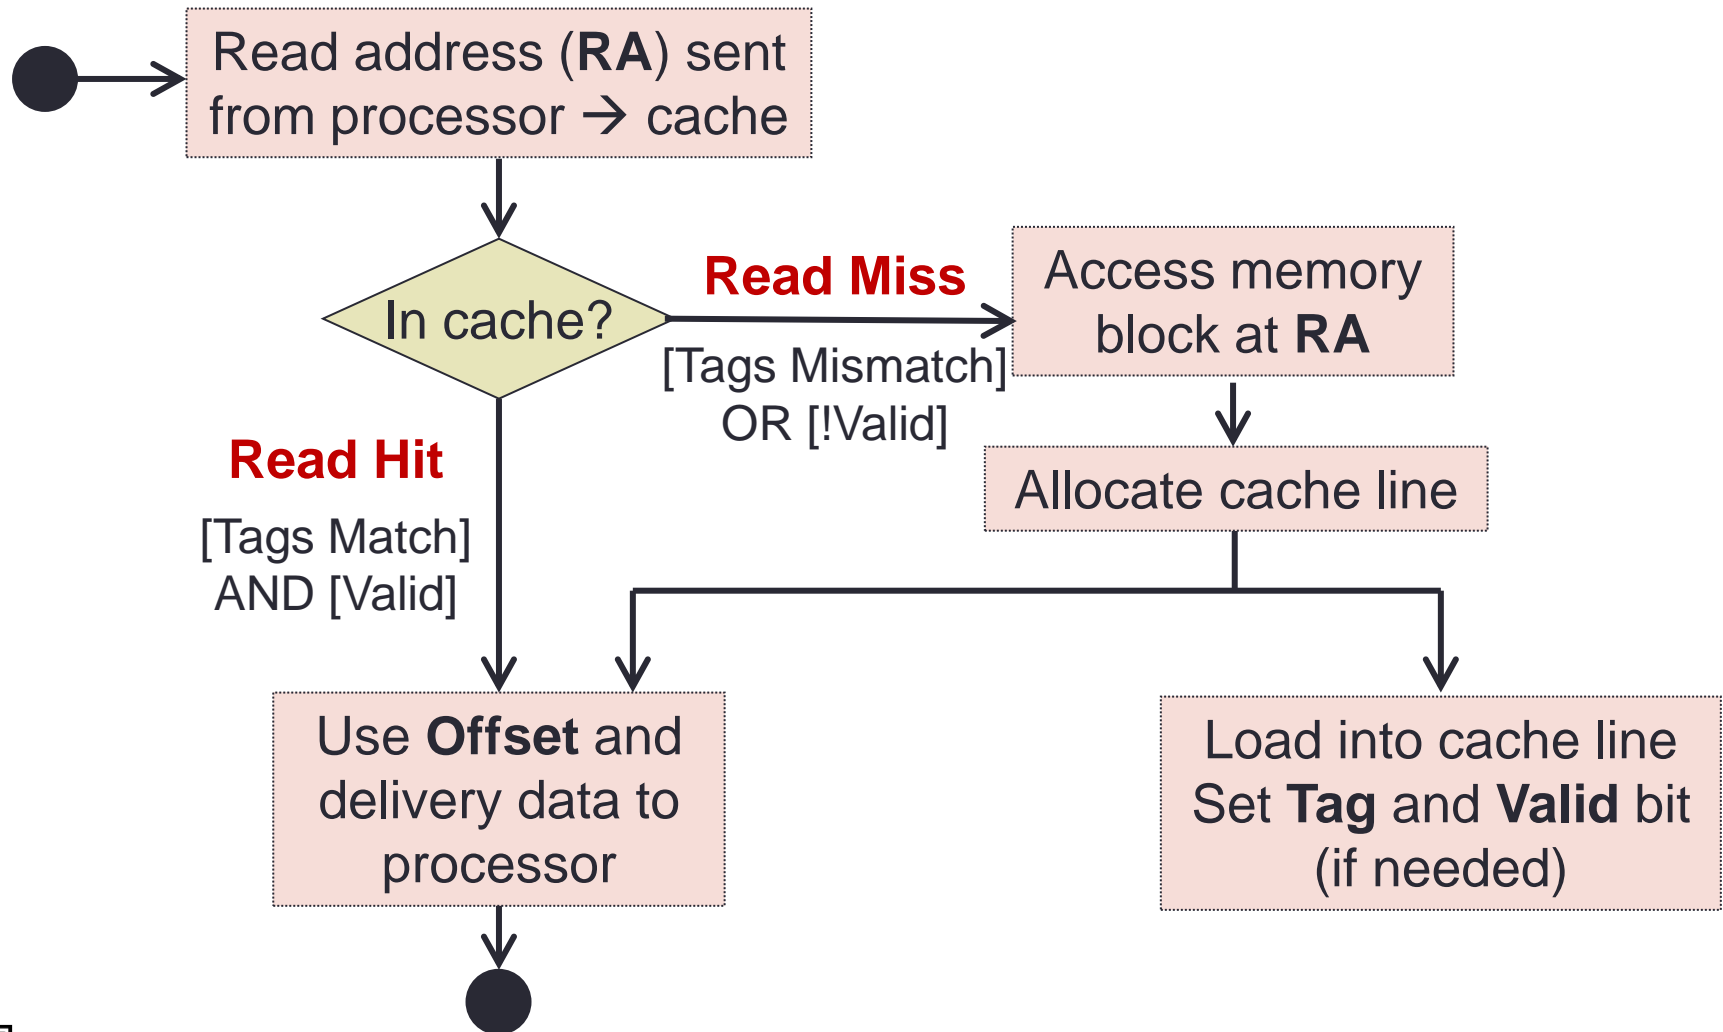 Read address (RA) sent
from processor → cache
In cache?
Read Miss
[Tags Mismatch]
OR [!Valid]
Access memory
block at RA
Allocate cache line
Read Hit
[Tags Match]
AND [Valid]
Use Offset and
delivery data to
processor
Load into cache line
Set Tag and Valid bit
(if needed)